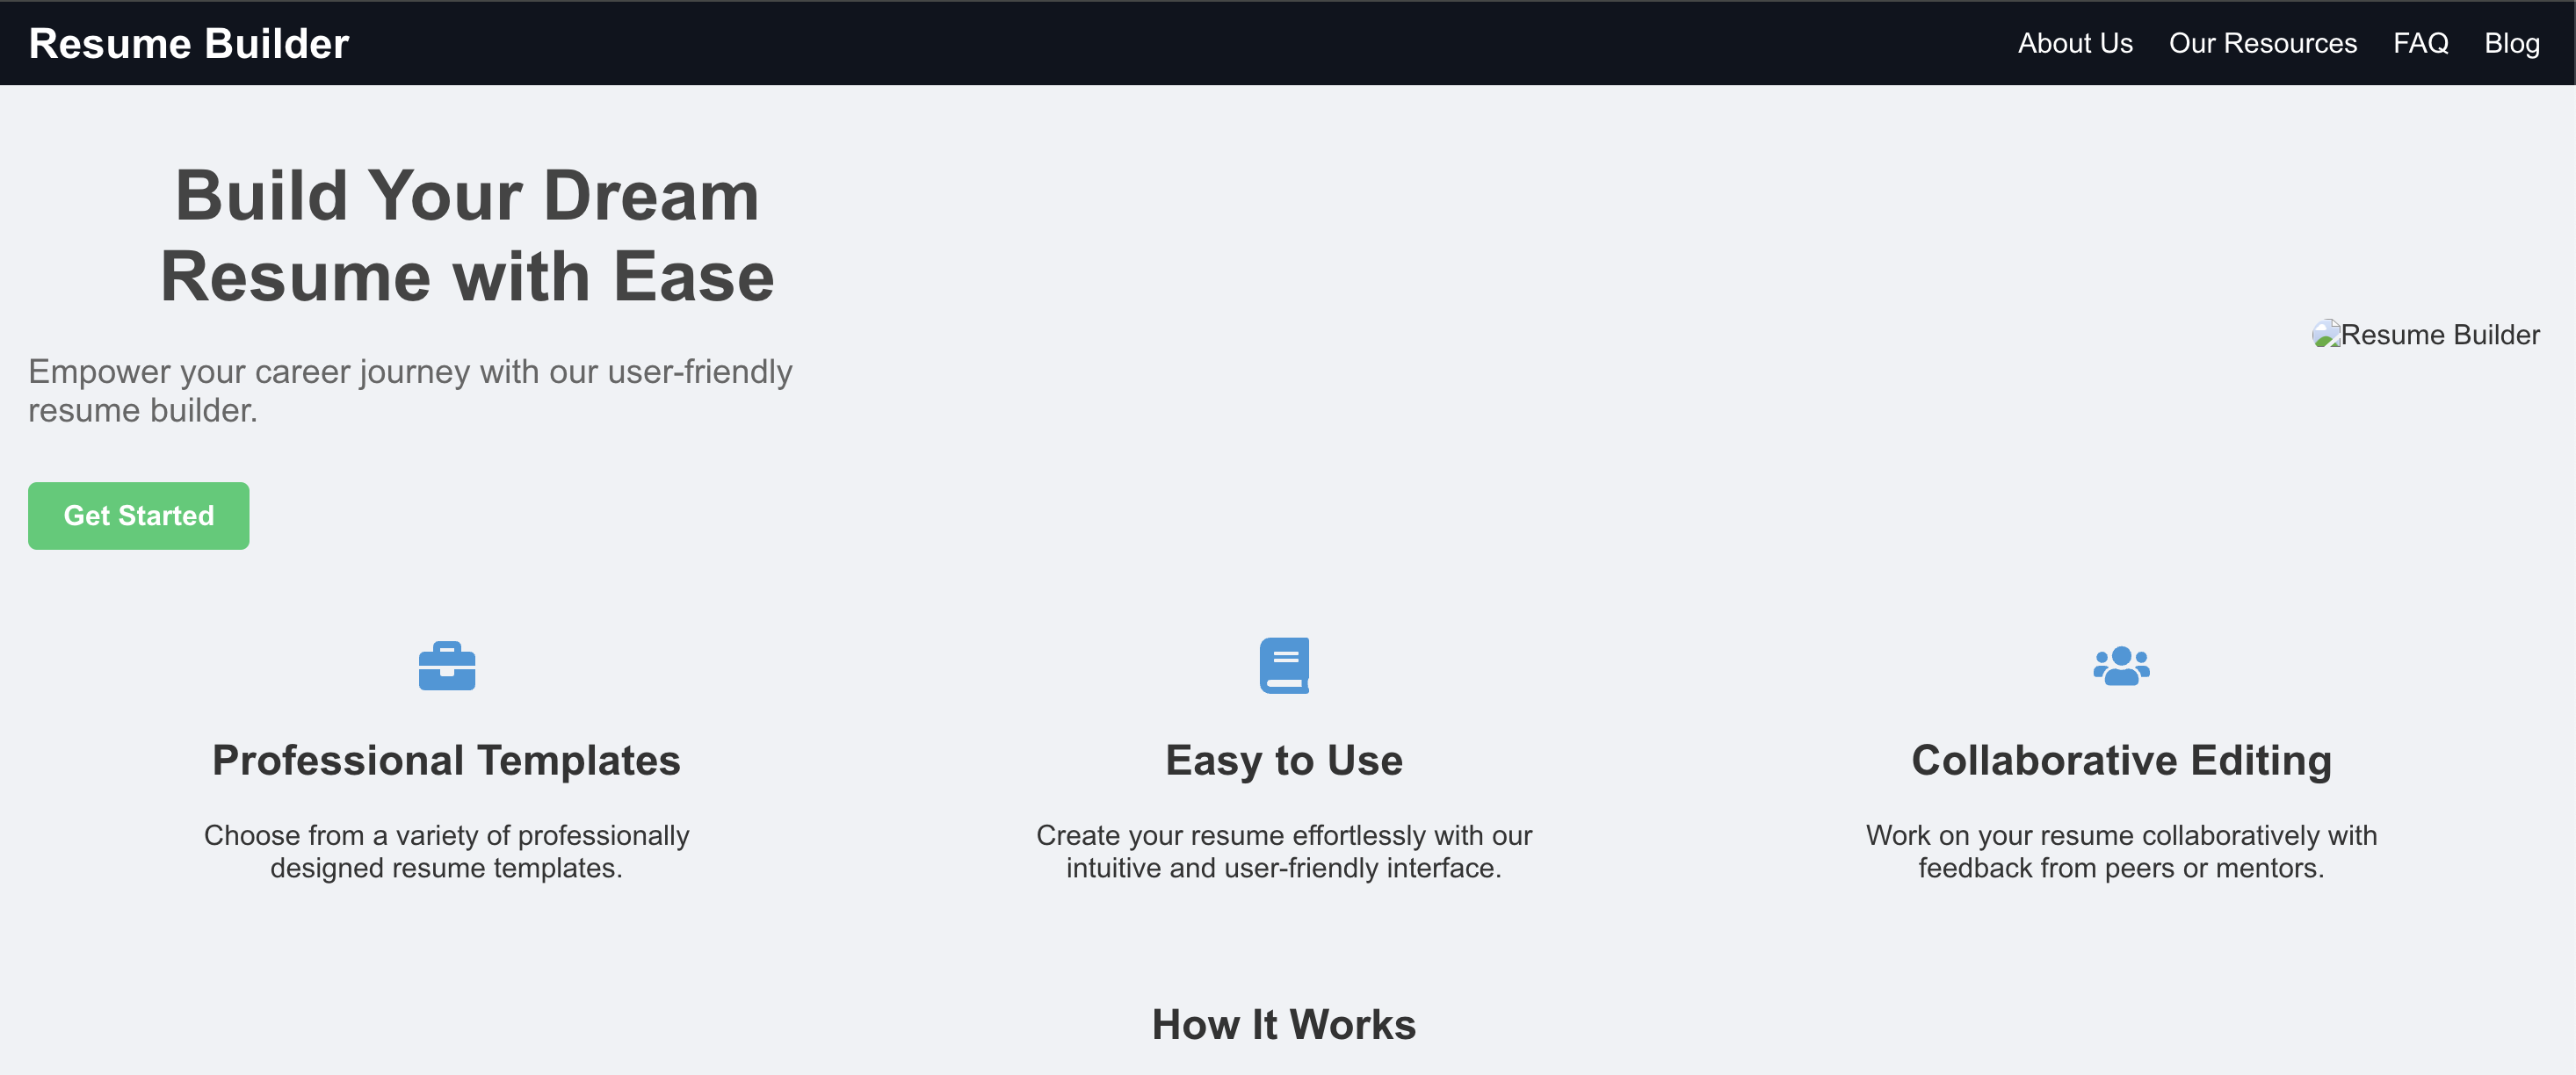 Resume Builder
About Us
Our Resources
FAQ
Blog
Build Your Dream
Resume with Ease
Empower your career journey with our user-friendly
resume builder.
Resume Builder
Get Started
Professional Templates
Choose from a variety of professionally
designed resume templates.
Easy to Use
Create your resume effortlessly with our
intuitive and user-friendly interface.
Collaborative Editing
Work on your resume collaboratively with
feedback from peers or mentors.
How It Works